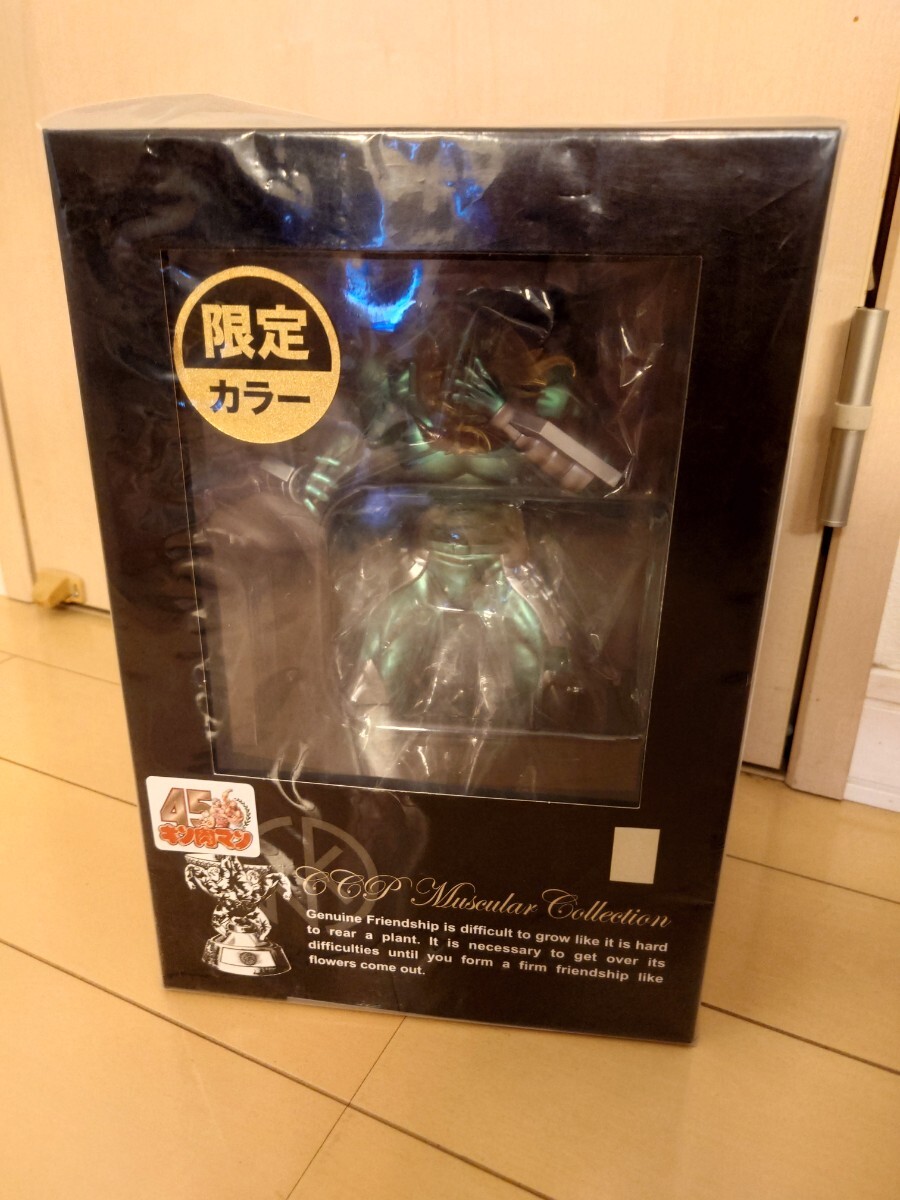 限定
カラー
45
キン肉マン
CCP Muscular Collection
Genuine Friendship is difficult to grow like it is hard
to rear a plant. It is necessary to get over its
difficulties until you form a firm friendship like
flowers come out.